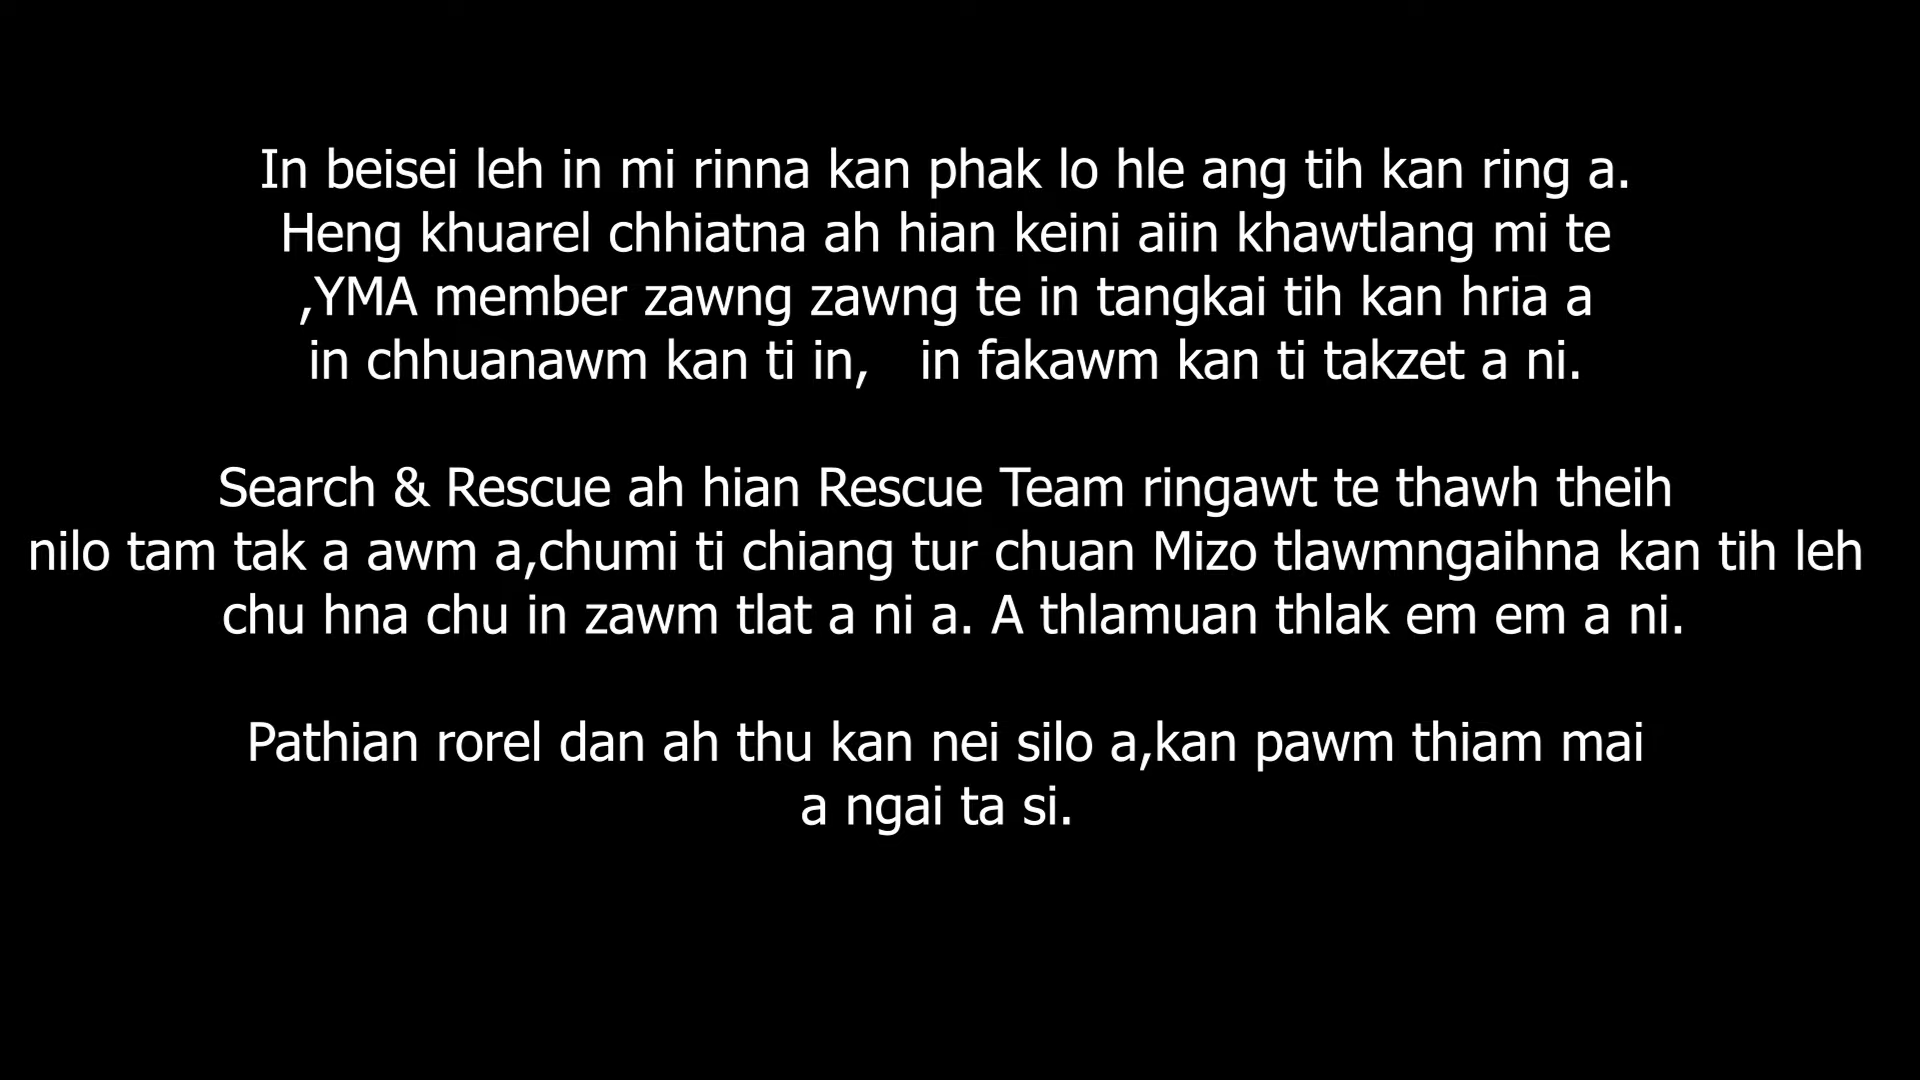 In beisei leh in mi rinna kan phak lo hle ang tih kan ring a.
Heng khuarel chhiatna ah hian keini aiin khawtlang mi te
,YMA member zawng zawng te in tangkai tih kan hria a
in chhuanawm kan ti in, in fakawm kan ti takzet a ni.
Search & Rescue ah hian Rescue Team ringawt te thawh theih
nilo tam tak a awm a,chumi ti chiang tur chuan Mizo tlawmngaihna kan tih leh
chu hna chu in zawm tlat a ni a. A thlamuan thlak em em a ni.
Pathian rorel dan ah thu kan nei silo a,kan pawm thiam mai
a ngai ta si.